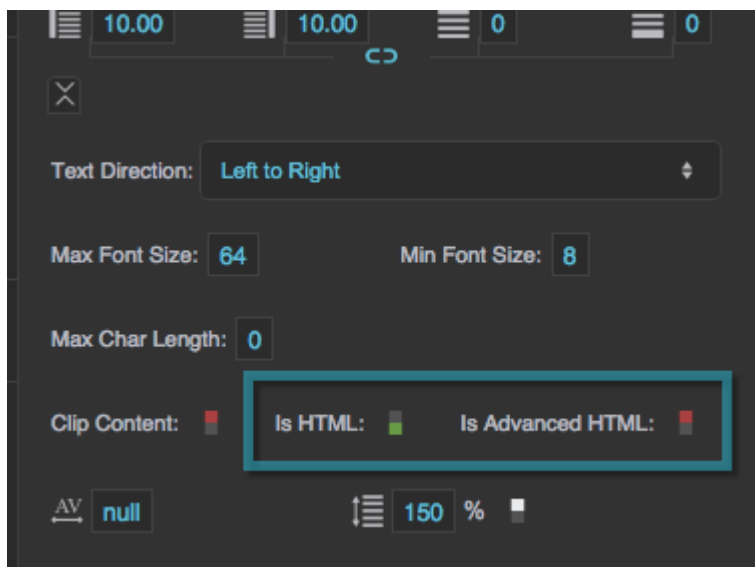 10.00 10.00 0 0
Text Direction: Left to Right
Max Font Size: 64 Min Font Size: 8
Max Char Length: 0
Clip Content: Is HTML: Is Advanced HTML:
AV null 150 %